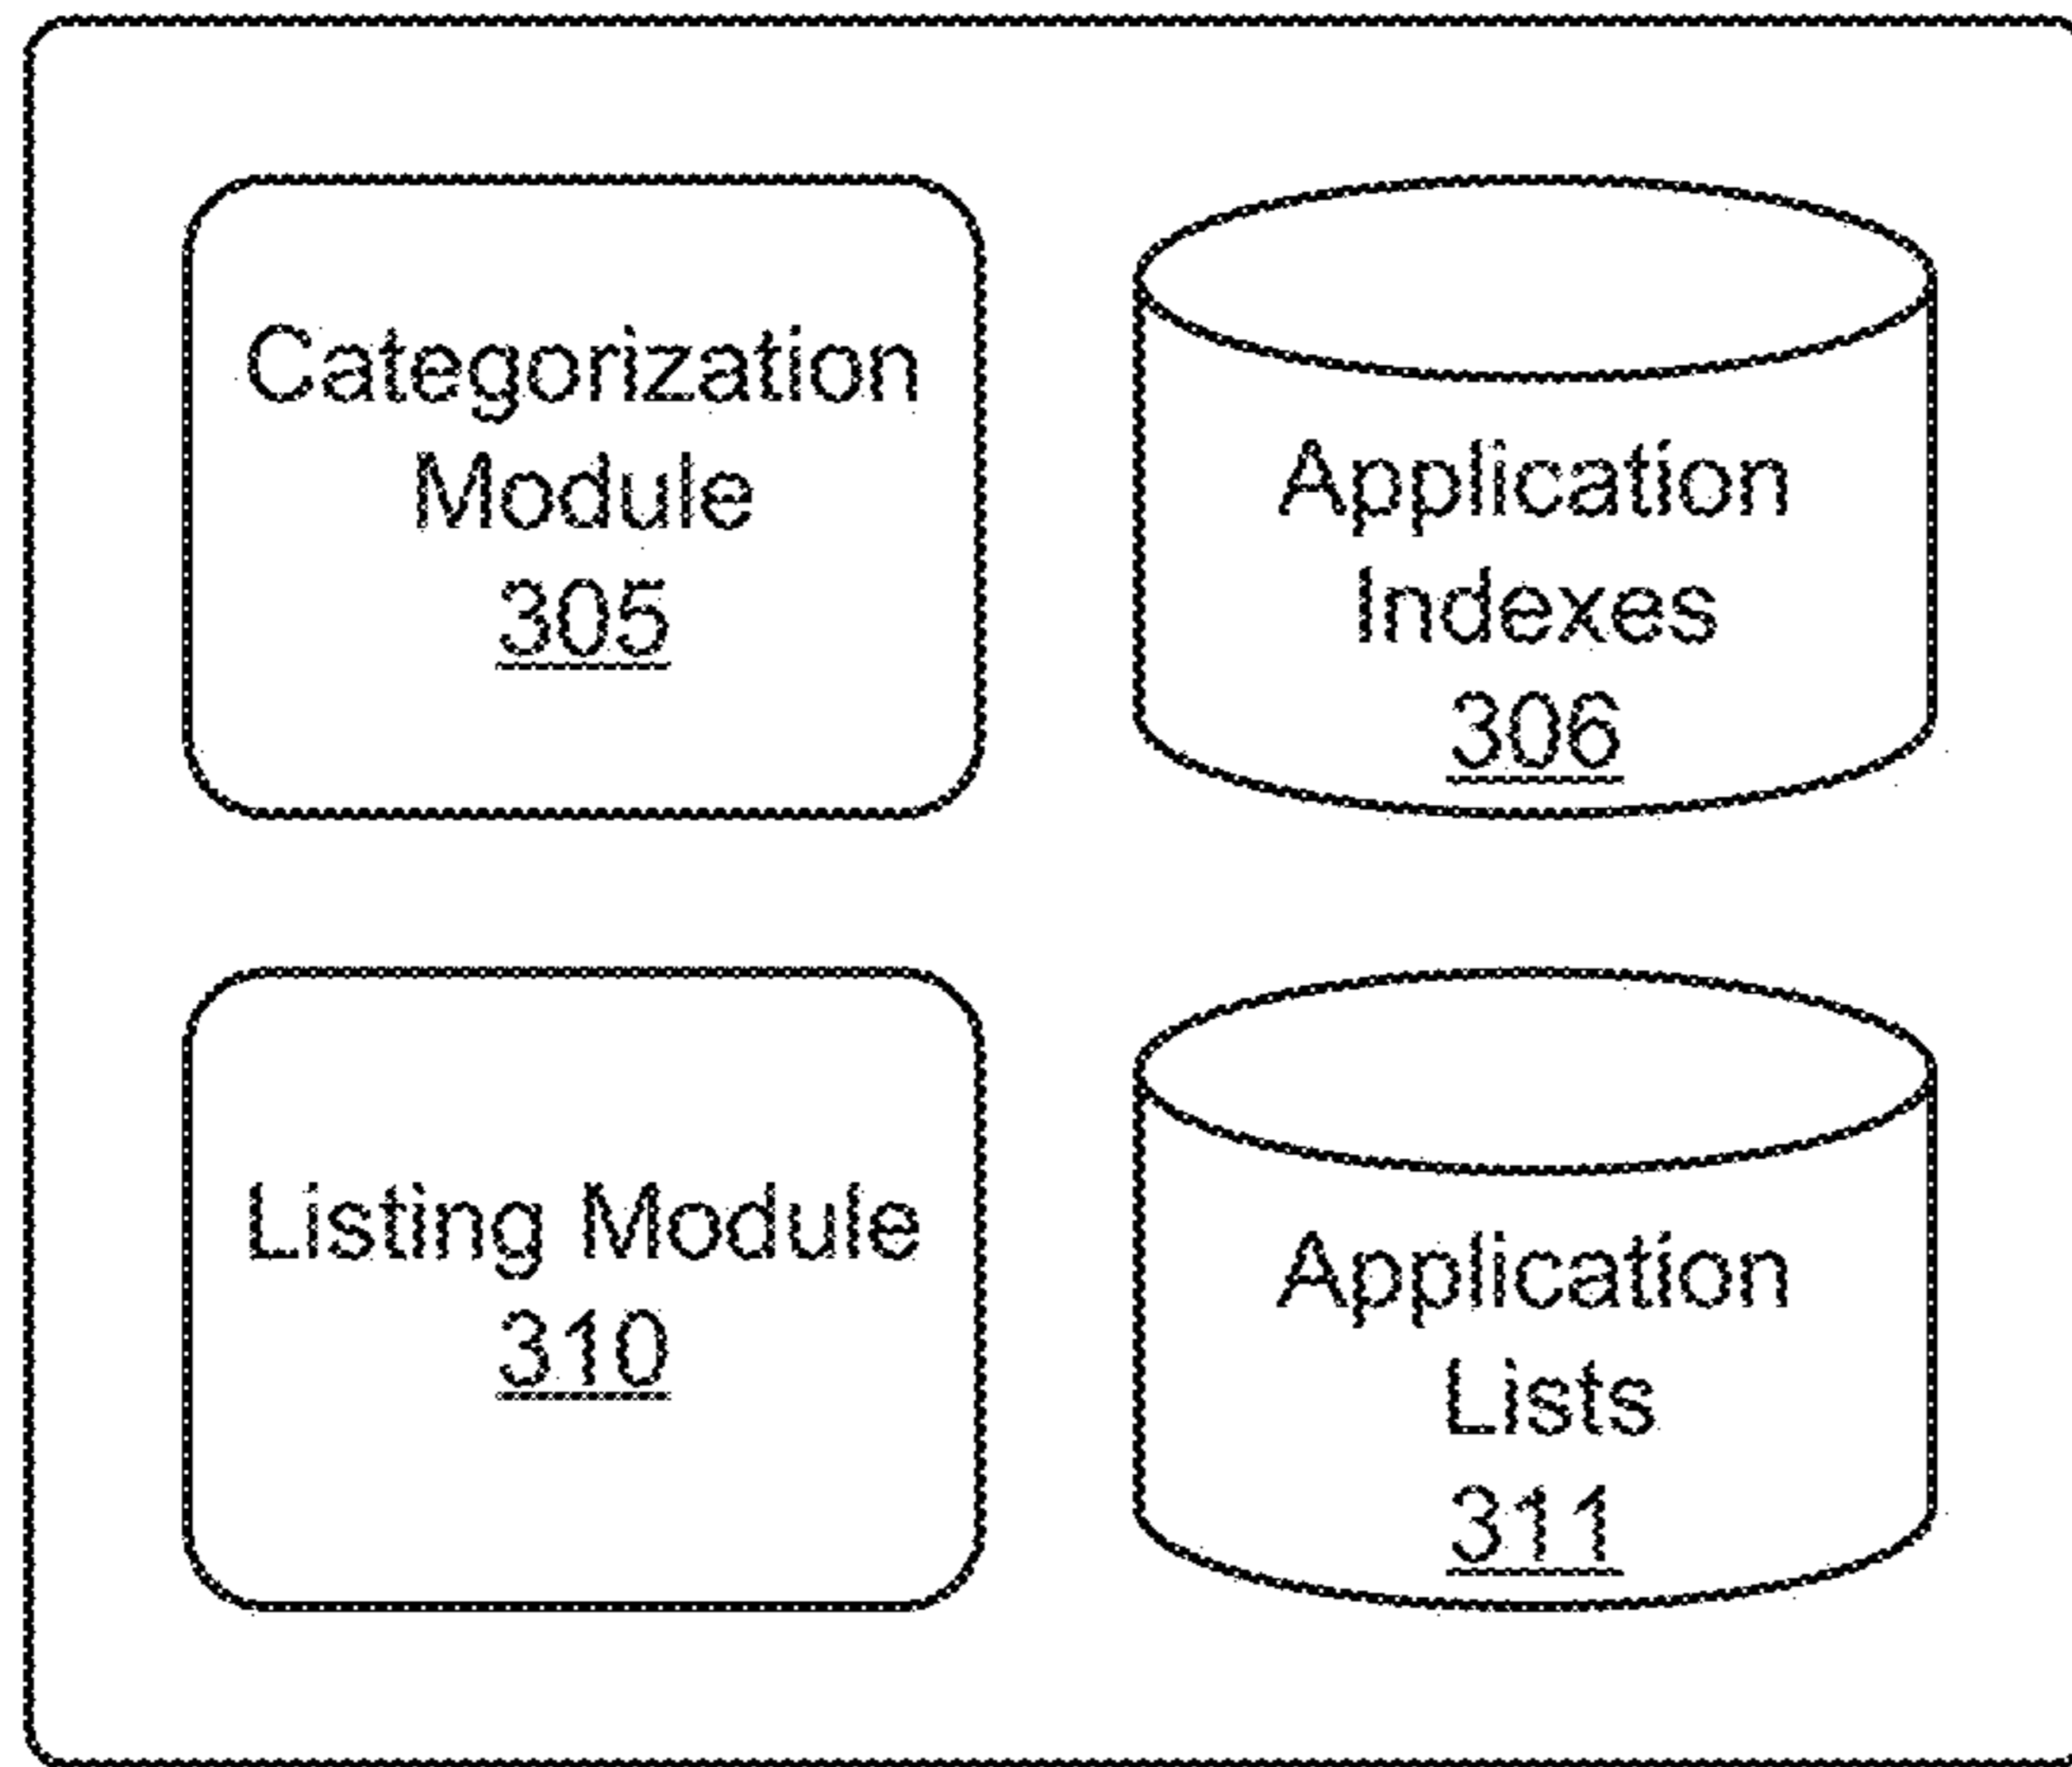 Categorization
Module
305
Application
Indexes
306
Listing Module
310
Application
Lists
311